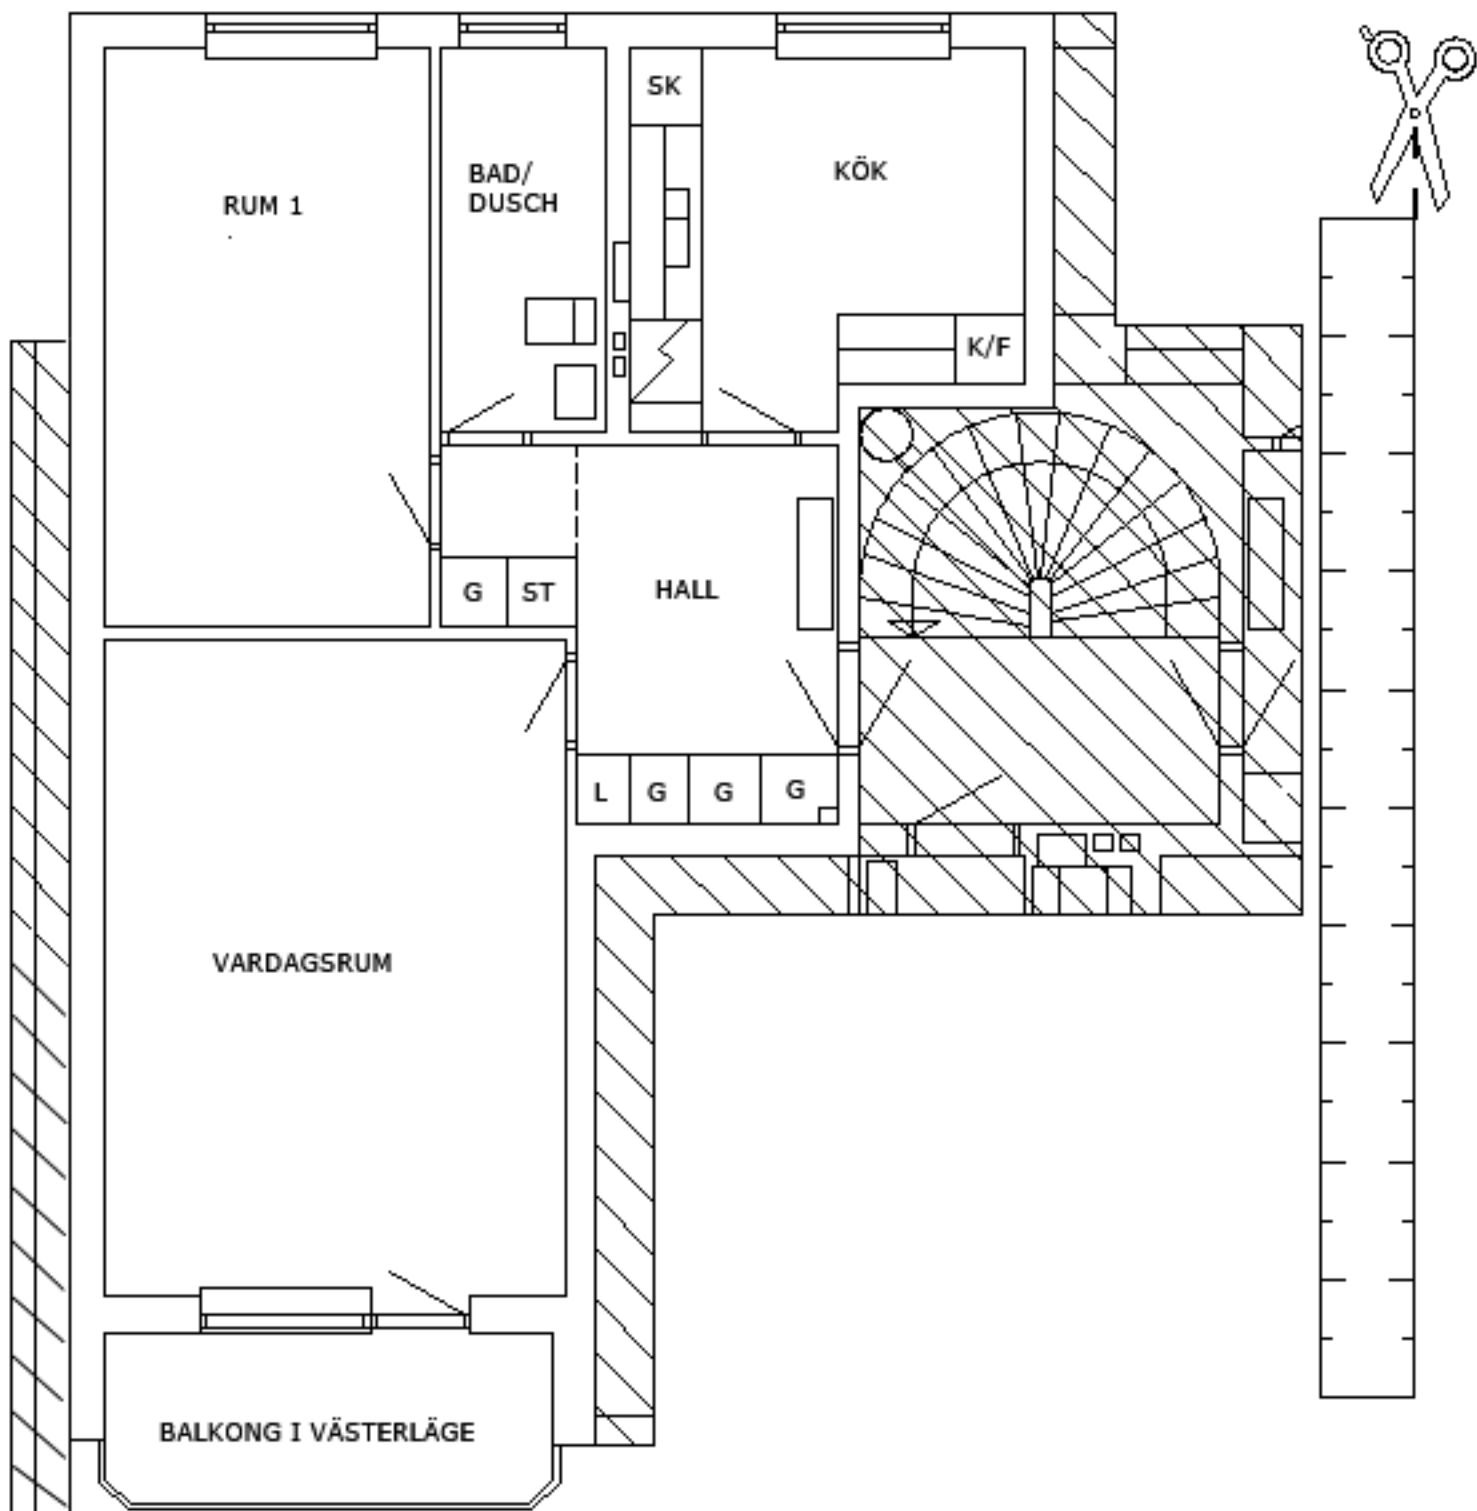 SK
BAD/
DUSCH
KÖK
RUM 1
K/F
G
ST
HALL
L
G
G
G
VARDAGSRUM
BALKONG I VÄSTERLÄGE